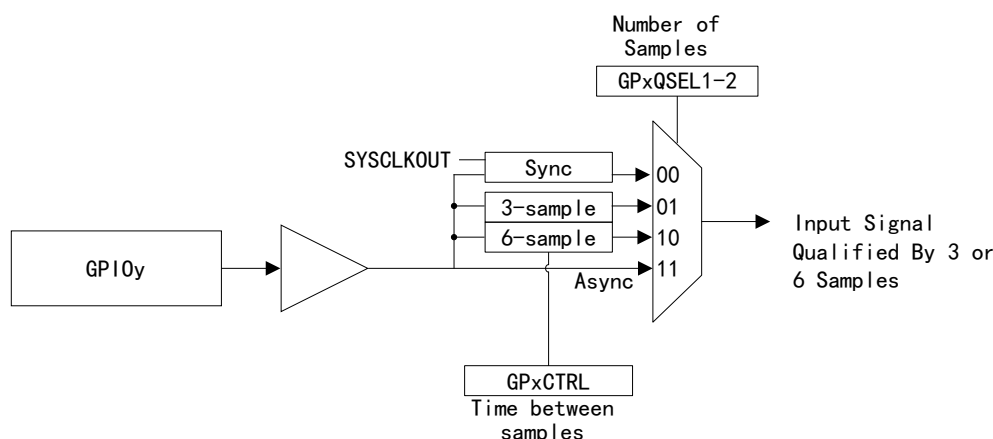 Number of
Samples
GPxQSEL1-2
SYSCLKOUT
Sync
00
3-sample
01
6-sample
10
Async
11
GPIOy
Input Signal
Qualified By 3 or
6 Samples
GPxCTRL
Time between
samples